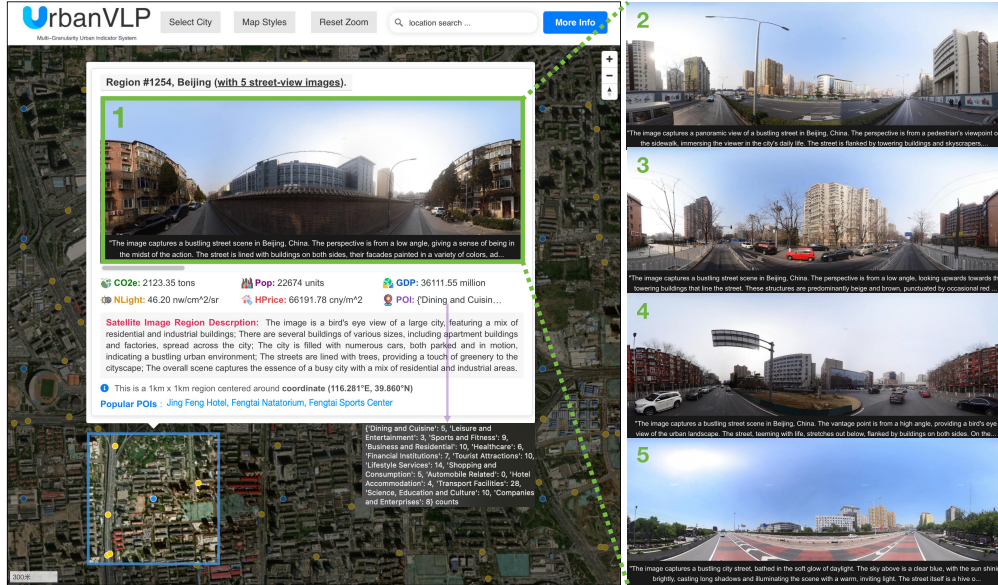 UrbanVLP
Multi-Granularity Urban Indicator System
Select City
Map Styles
Reset Zoom
location search ...
More Info
Region #1254, Beijing (with 5 street-view images).
1
"The image captures a bustling street scene in Beijing, China. The perspective is from a low angle, giving a sense of being in
the midst of the action. The street is lined with buildings on both sides, their facades painted in a variety of colors, ad...
CO2e: 2123.35 tons
Pop: 22674 units
GDP: 36111.55 million
NLight: 46.20 nw/cm^2/sr
HPrice: 66191.78 cny/m^2
POI: {'Dining and Cuisin...
Satellite Image Region Descrption: The image is a bird's eye view of a large city, featuring a mix of
residential and industrial buildings; There are several buildings of various sizes, including apartment buildings
and factories, spread across the city; The city is filled with numerous cars, both parked and in motion,
indicating a bustling urban environment; The streets are lined with trees, providing a touch of greenery to the
cityscape; The overall scene captures the essence of a busy city with a mix of residential and industrial areas.
This is a 1km x 1km region centered around coordinate (116.281°E, 39.860°N)
Popular POIs : Jing Feng Hotel, Fengtai Natatorium, Fengtai Sports Center
{'Dining and Cuisine': 5, 'Leisure and
Entertainment': 3, 'Sports and Fitness': 9,
'Business and Residential': 10, 'Healthcare': 6,
'Financial Institutions': 7, 'Tourist Attractions': 10,
'Lifestyle Services': 14, 'Shopping and
Consumption': 5, 'Automobile Related': 0, 'Hotel
Accommodation': 4, 'Transport Facilities': 28,
'Science, Education and Culture': 10, 'Companies
and Enterprises': 8} counts
300米
2
"The image captures a panoramic view of a bustling street in Beijing, China. The perspective is from a pedestrian's viewpoint o
the sidewalk, immersing the viewer in the city's daily life. The street is flanked by towering buildings and skyscrapers,...
3
"The image captures a bustling street scene in Beijing, China. The perspective is from a low angle, looking upwards towards th
towering buildings that line the street. These structures are predominantly beige and brown, punctuated by occasional red ...
4
"The image captures a bustling street scene in Beijing, China. The vantage point is from a high angle, providing a bird's eye
view of the urban landscape. The street, teeming with life, stretches out below, flanked by buildings on both sides. On the...
5
"The image captures a bustling city street, bathed in the soft glow of daylight. The sky above is a clear blue, with the sun shinin
brightly, casting long shadows and illuminating the scene with a warm, inviting light. The street itself is a hive o...